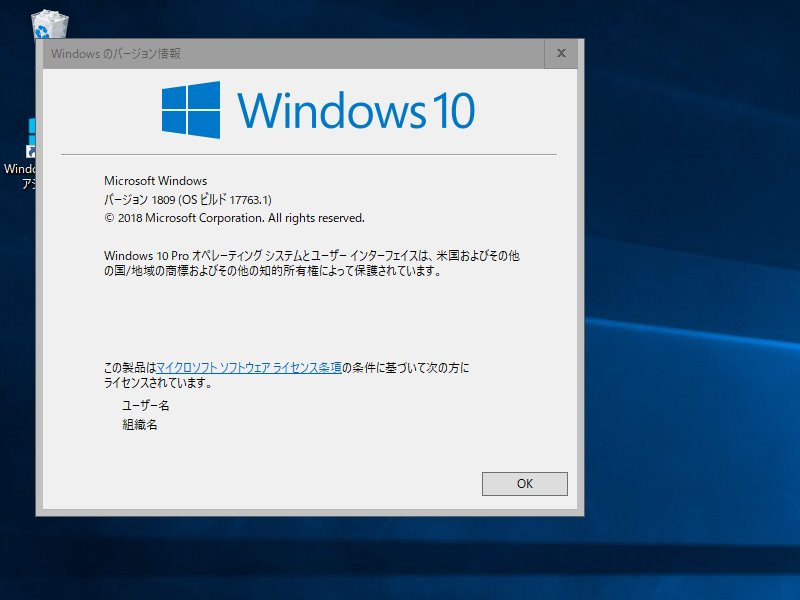 Windows のバージョン情報
Windows 10
Microsoft Windows
バージョン 1809 (OS ビルド 17763.1)
© 2018 Microsoft Corporation. All rights reserved.
Windows 10 Pro オペレーティング システムとユーザー インターフェイスは、米国およびその他
の国/地域の商標およびその他の知的所有権によって保護されています。
この製品はマイクロソフト ソフトウェア ライセンス条項の条件に基づいて次の方に
ライセンスされています。
ユーザー名
組織名
OK